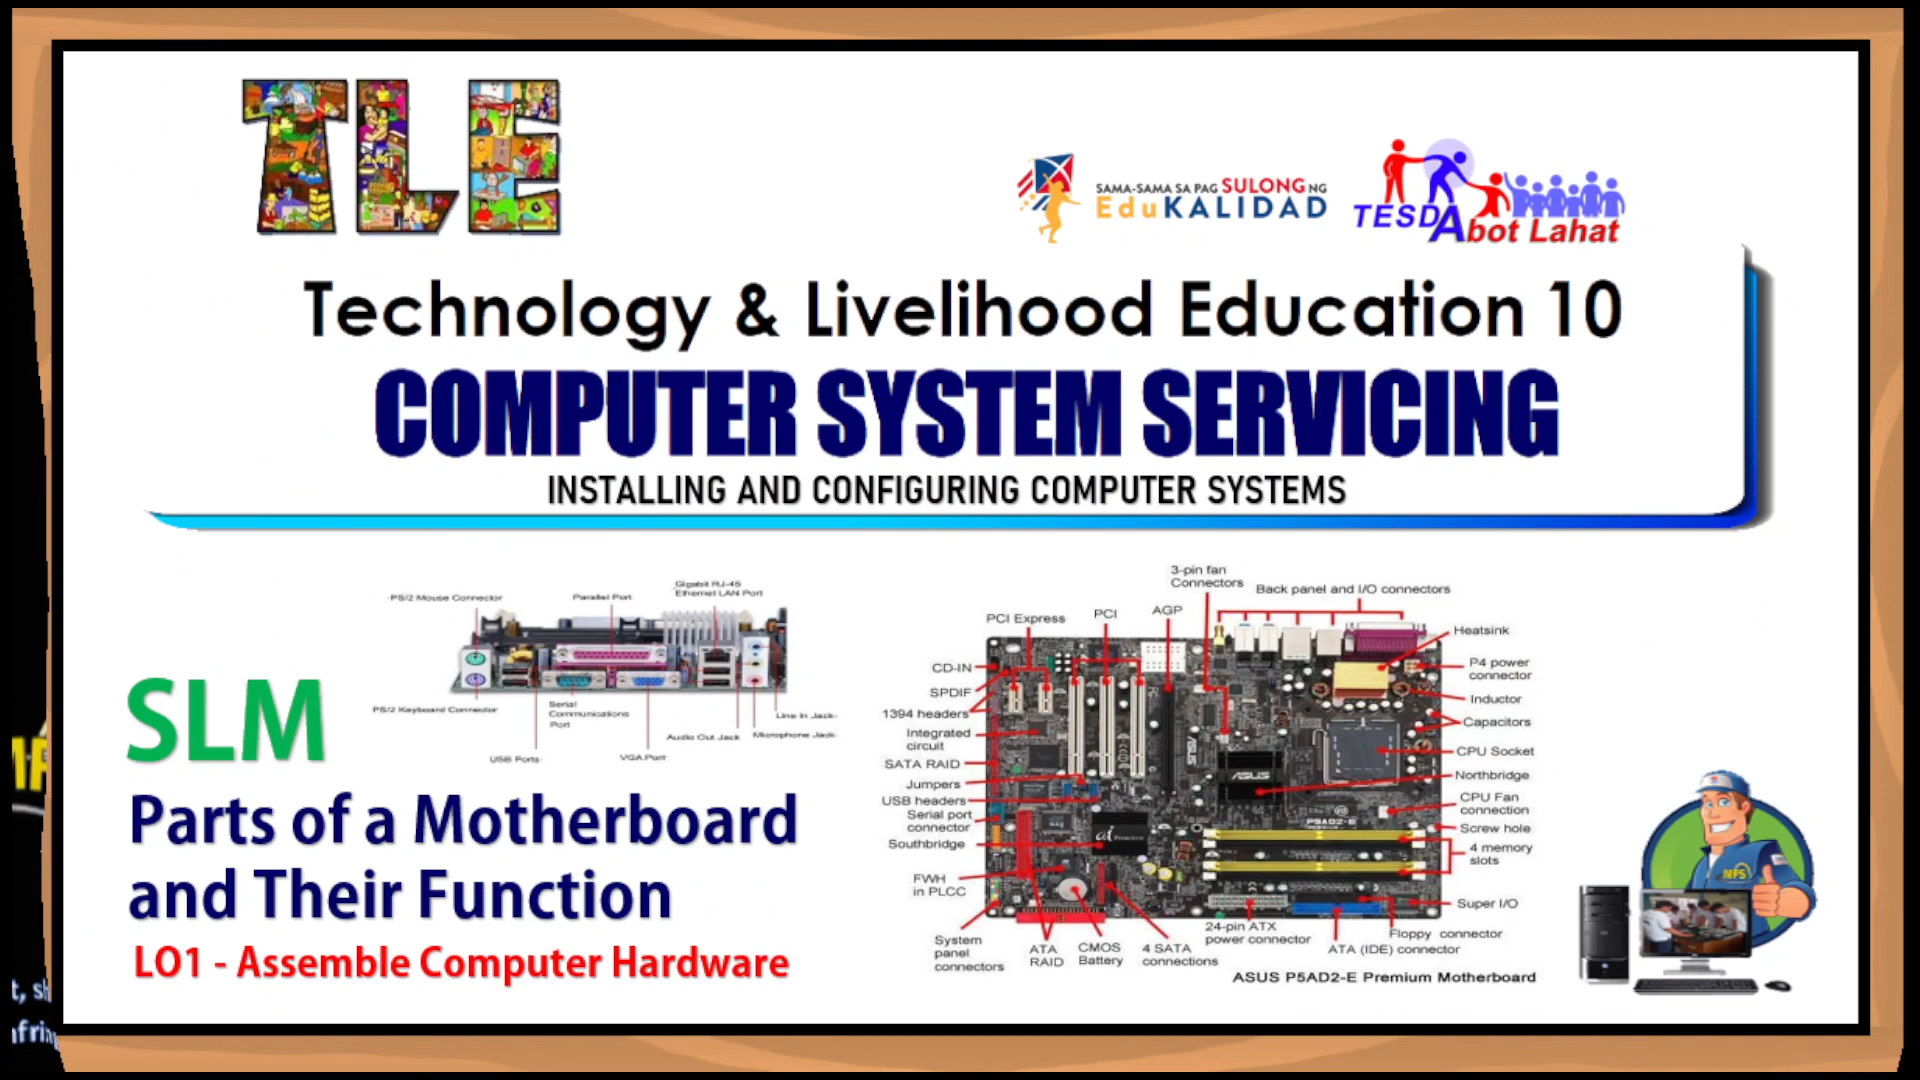 TLE
SAMA-SAMA SA PAG SULONG NG
EduKALIDAD
TESDA
Abot Lahat
Technology & Livelihood Education 10
COMPUTER SYSTEM SERVICING
INSTALLING AND CONFIGURING COMPUTER SYSTEMS
PS/2 Mouse Connector
Parallel Port
Gigabit RJ-45
Ethernet LAN Port
PS/2 Keyboard Connector
Serial
Communications
Port
USB Ports
VGA Port
Audio Out Jack
Microphone Jack
Line In Jack
SLM
Parts of a Motherboard
and Their Function
LO1 - Assemble Computer Hardware
3-pin fan
Connectors
Back panel and I/O connectors
PCI Express
PCI
AGP
Heatsink
CD-IN
P4 power
connector
SPDIF
Inductor
1394 headers
Capacitors
Integrated
circuit
CPU Socket
SATA RAID
Northbridge
Jumpers
CPU Fan
connection
USB headers
Serial port
connector
Screw hole
Southbridge
4 memory
slots
FWH
in PLCC
Super I/O
System
panel
connectors
ATA
RAID
CMOS
Battery
4 SATA
connections
24-pin ATX
power connector
Floppy connector
ATA (IDE) connector
ASUS P5AD2-E Premium Motherboard
ASUS
P5AD2-E
MPS